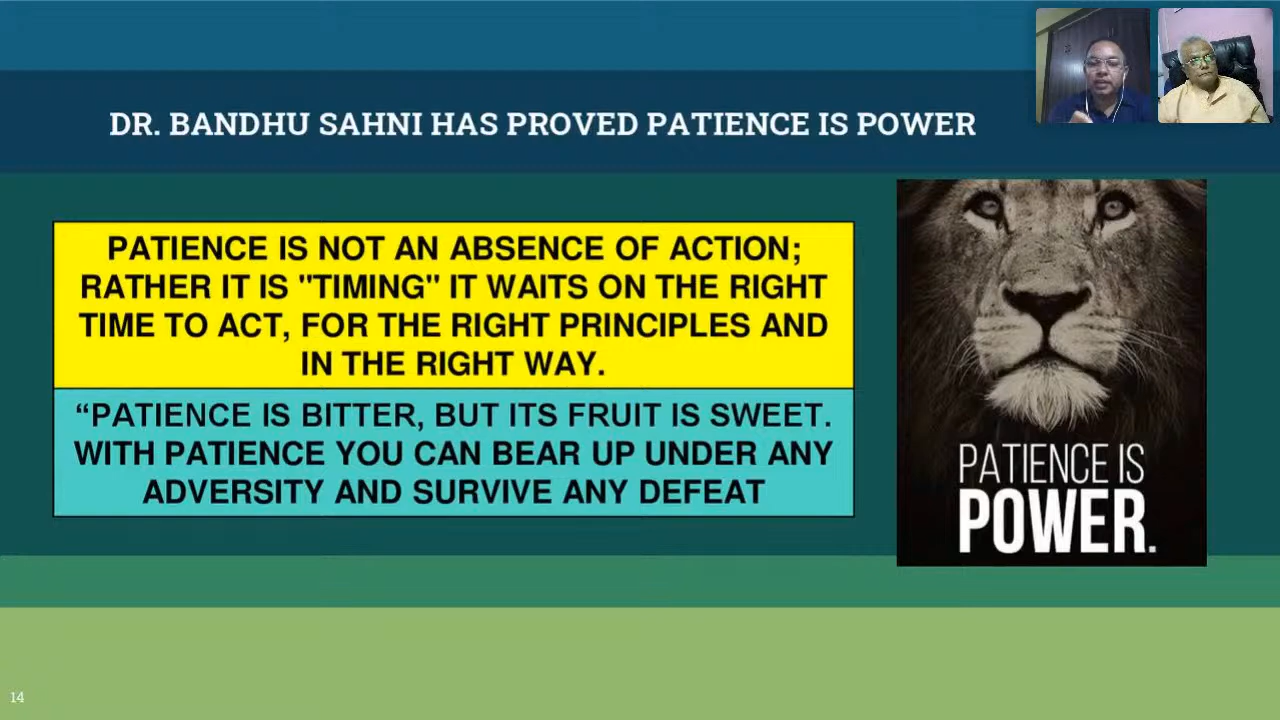 DR. BANDHU SAHNI HAS PROVED PATIENCE IS POWER
PATIENCE IS NOT AN ABSENCE OF ACTION;
RATHER IT IS "TIMING" IT WAITS ON THE RIGHT
TIME TO ACT, FOR THE RIGHT PRINCIPLES AND
IN THE RIGHT WAY.
“PATIENCE IS BITTER, BUT ITS FRUIT IS SWEET.
WITH PATIENCE YOU CAN BEAR UP UNDER ANY
ADVERSITY AND SURVIVE ANY DEFEAT
PATIENCE IS
POWER.
14